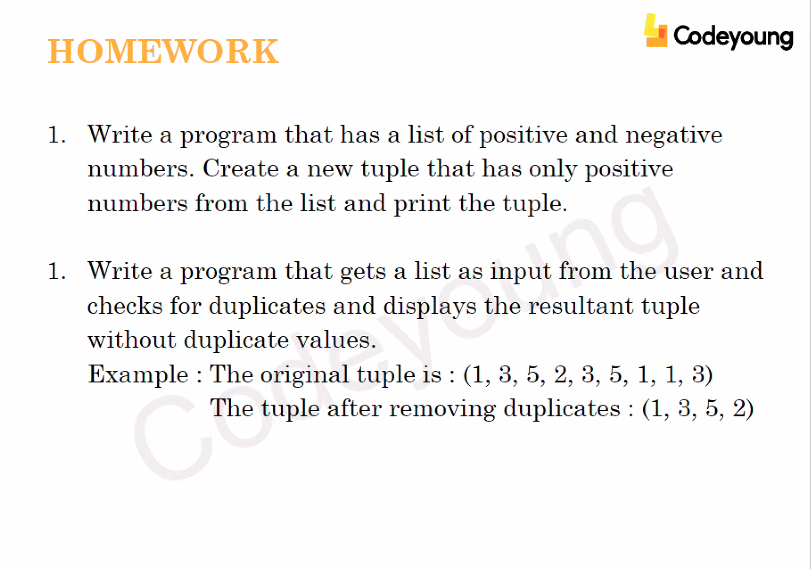 HOMEWORK
Codeyoung
1. Write a program that has a list of positive and negative
numbers. Create a new tuple that has only positive
numbers from the list and print the tuple.
1. Write a program that gets a list as input from the user and
checks for duplicates and displays the resultant tuple
without duplicate values.
Example : The original tuple is : (1, 3, 5, 2, 3, 5, 1, 1, 3)
The tuple after removing duplicates : (1, 3, 5, 2)
Codeyoung